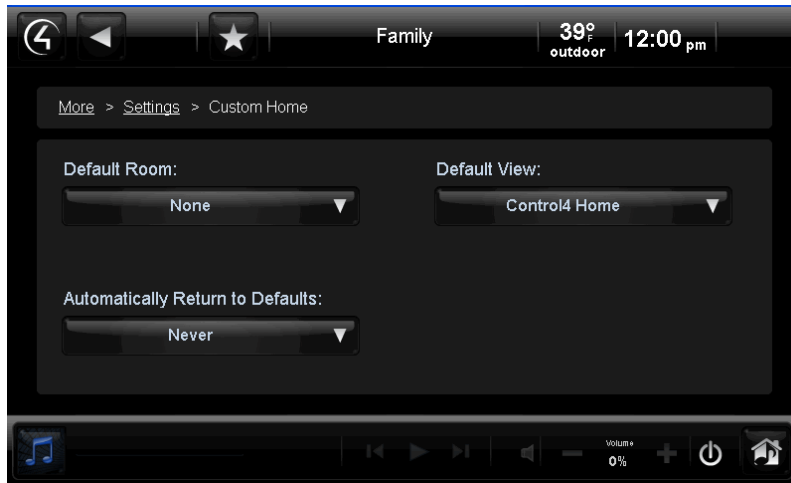 Family
39°F
outdoor
12:00 pm
More > Settings > Custom Home
Default Room:
Default View:
None
Control4 Home
Automatically Return to Defaults:
Never
Volume
0%